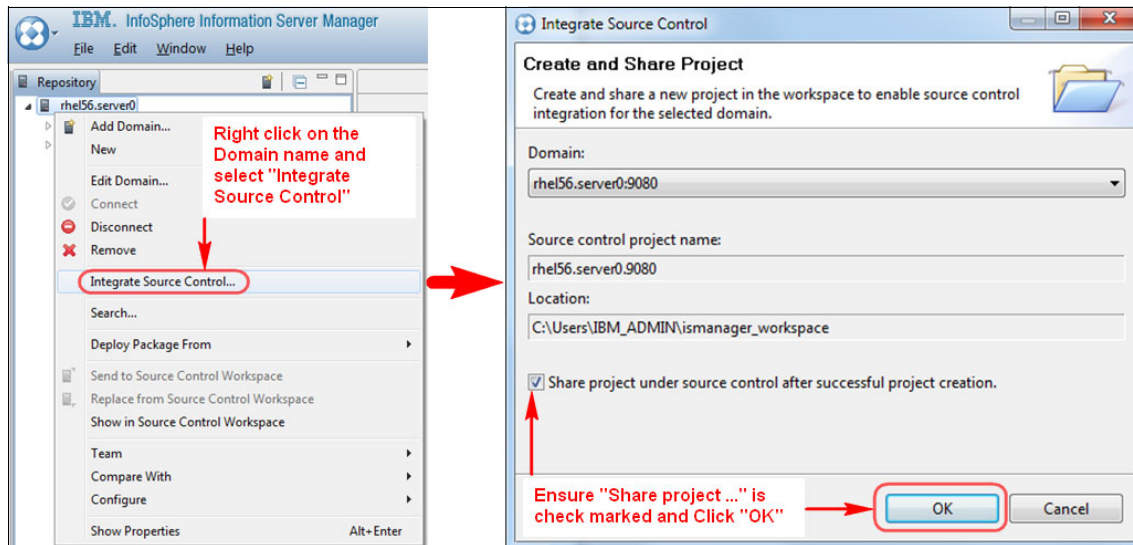 IBM. InfoSphere Information Server Manager
File Edit Window Help
Repository
rhel56.server0
Add Domain...
New
Edit Domain...
Connect
Disconnect
Remove
Integrate Source Control...
Search...
Deploy Package From
Send to Source Control Workspace
Replace from Source Control Workspace
Show in Source Control Workspace
Team
Compare With
Configure
Show Properties Alt+Enter
Right click on the
Domain name and
select "Integrate
Source Control"
Integrate Source Control
Create and Share Project
Create and share a new project in the workspace to enable source control
integration for the selected domain.
Domain:
rhel56.server0:9080
Source control project name:
rhel56.server0.9080
Location:
C:\Users\IBM_ADMIN\ismanager_workspace
Share project under source control after successful project creation.
Ensure "Share project ..." is
check marked and Click "OK"
OK Cancel